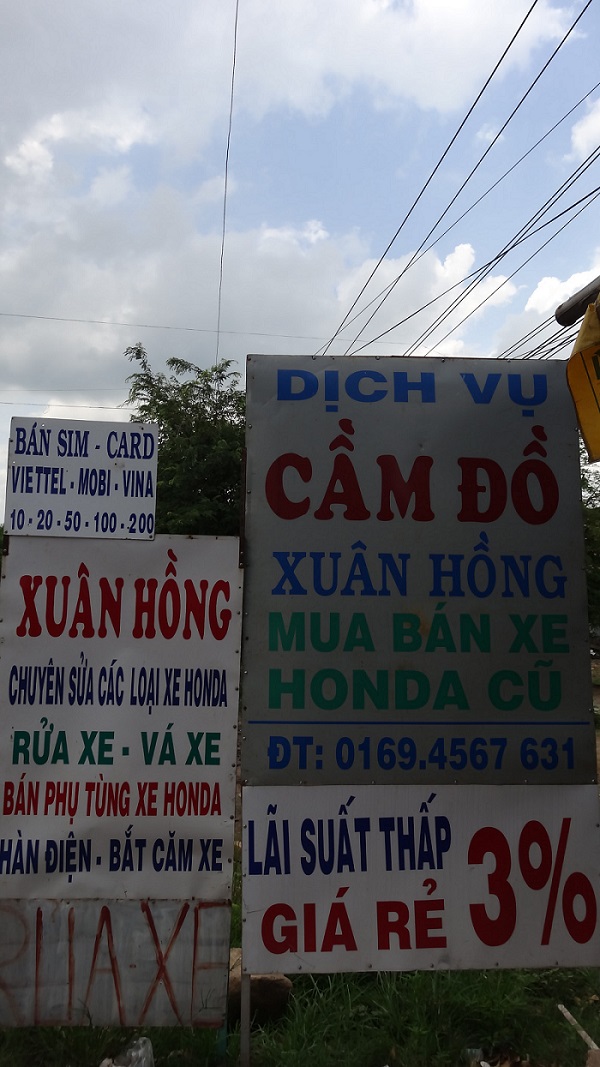 BÁN SIM - CARD
VIETTEL - MOBI - VINA
10 - 20 - 50 - 100 - 200
XUÂN HỒNG
CHUYÊN SỬA CÁC LOẠI XE HONDA
RỬA XE - VÁ XE
BÁN PHỤ TÙNG XE HONDA
HÀN ĐIỆN - BẮT CĂM XE
RUA-XE
DỊCH VỤ
CẦM ĐỒ
XUÂN HỒNG
MUA BÁN XE
HONDA CŨ
ĐT: 0169.4567 631
LÃI SUẤT THẤP
GIÁ RẺ 3%